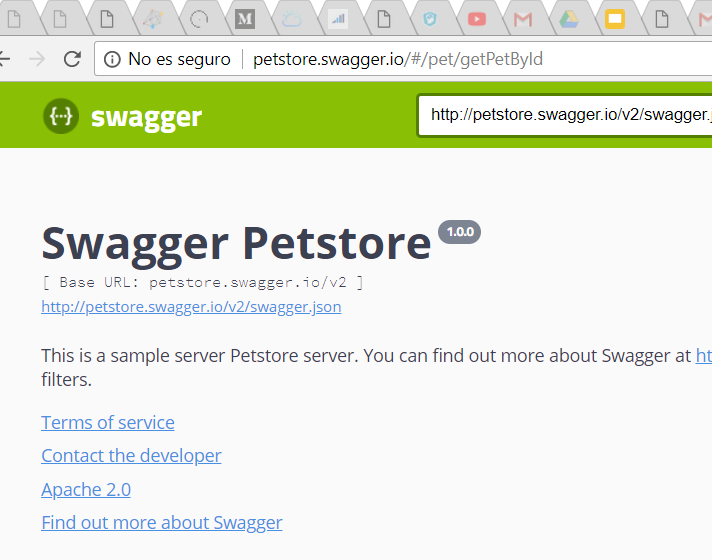 No es seguro petstore.swagger.io/#/pet/getPetById
{···} swagger
http://petstore.swagger.io/v2/swagger.j
Swagger Petstore 1.0.0
[ Base URL: petstore.swagger.io/v2 ]
http://petstore.swagger.io/v2/swagger.json
This is a sample server Petstore server. You can find out more about Swagger at ht
filters.
Terms of service
Contact the developer
Apache 2.0
Find out more about Swagger